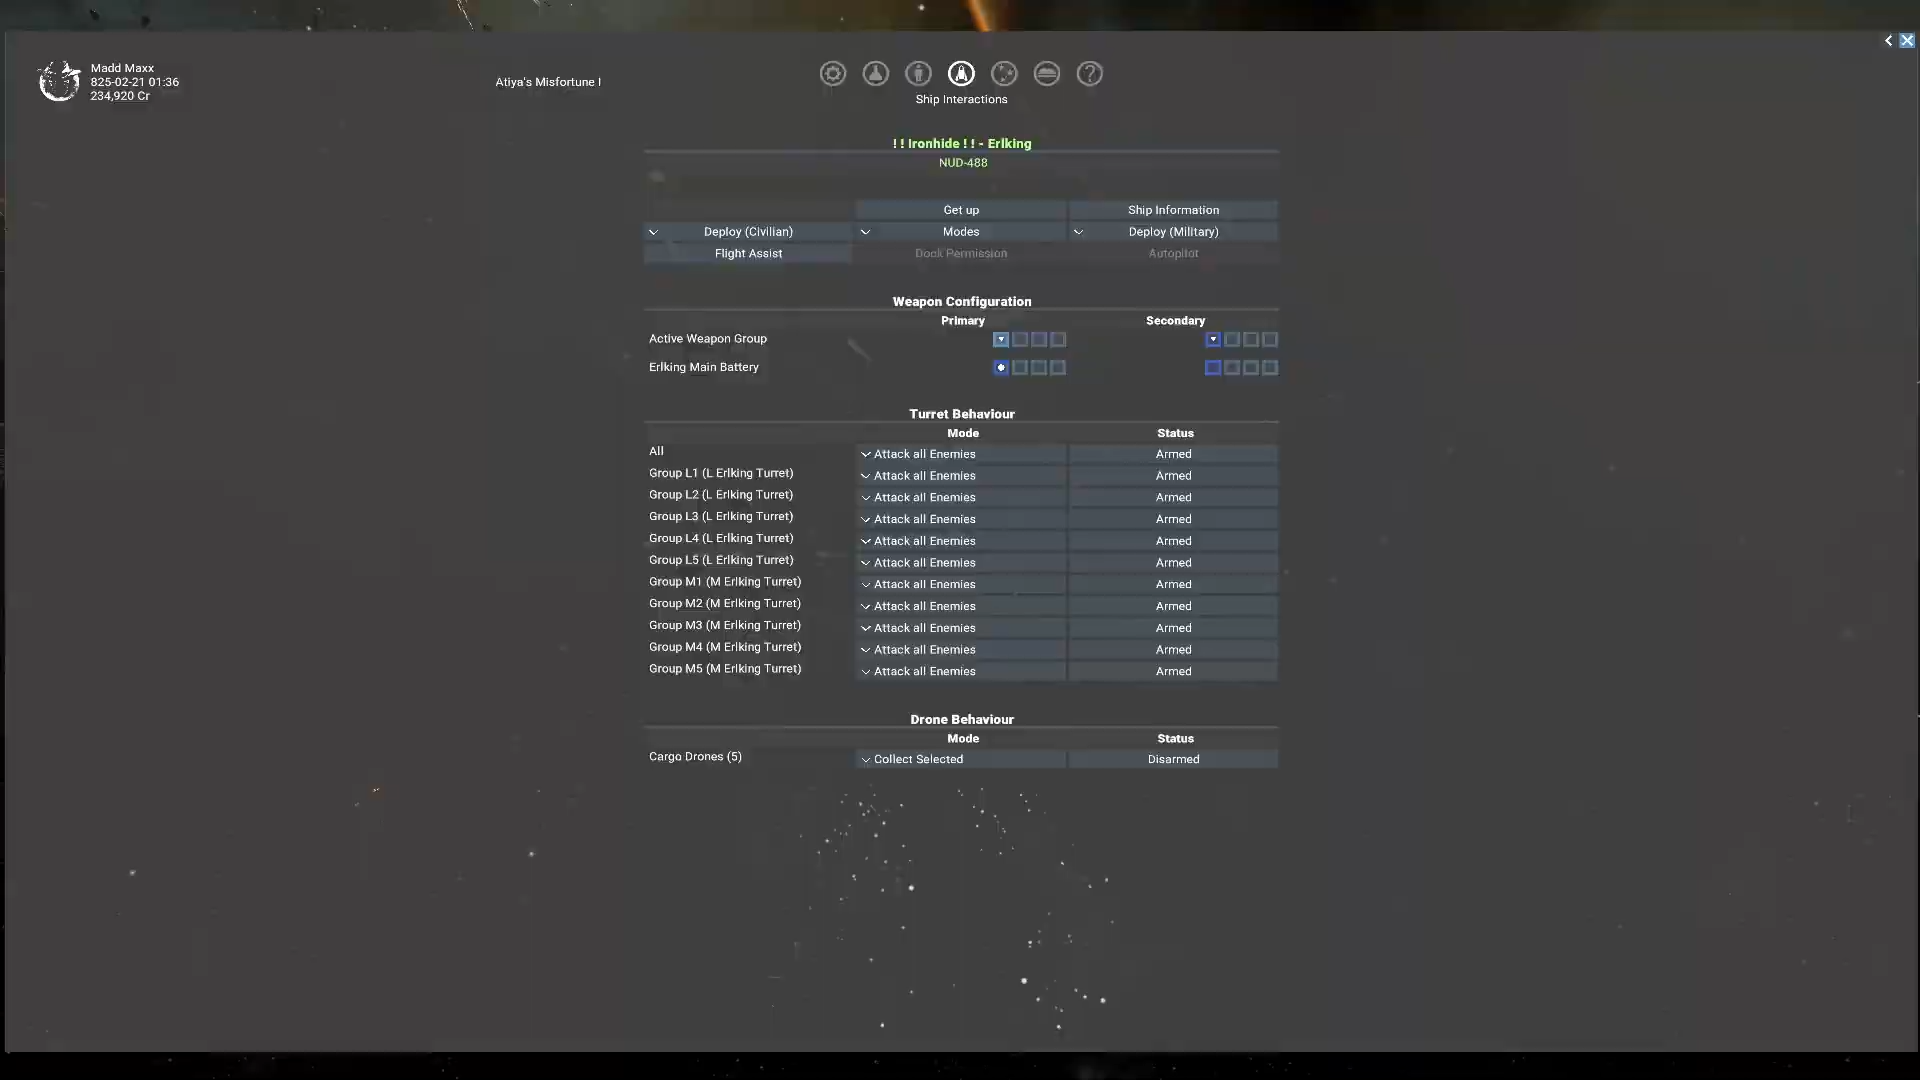 Madd Maxx
825-02-21 01:36
234,920 Cr
Atiya's Misfortune I
Ship Interactions
! ! Ironhide ! ! - Erlking
NUD-488
Get up Ship Information
Deploy (Civilian) Modes Deploy (Military)
Flight Assist Dock Permission Autopilot
Weapon Configuration
Primary Secondary
Active Weapon Group
Erlking Main Battery
Turret Behaviour
Mode Status
All Attack all Enemies Armed
Group L1 (L Erlking Turret) Attack all Enemies Armed
Group L2 (L Erlking Turret) Attack all Enemies Armed
Group L3 (L Erlking Turret) Attack all Enemies Armed
Group L4 (L Erlking Turret) Attack all Enemies Armed
Group L5 (L Erlking Turret) Attack all Enemies Armed
Group M1 (M Erlking Turret) Attack all Enemies Armed
Group M2 (M Erlking Turret) Attack all Enemies Armed
Group M3 (M Erlking Turret) Attack all Enemies Armed
Group M4 (M Erlking Turret) Attack all Enemies Armed
Group M5 (M Erlking Turret) Attack all Enemies Armed
Drone Behaviour
Mode Status
Cargo Drones (5) Collect Selected Disarmed